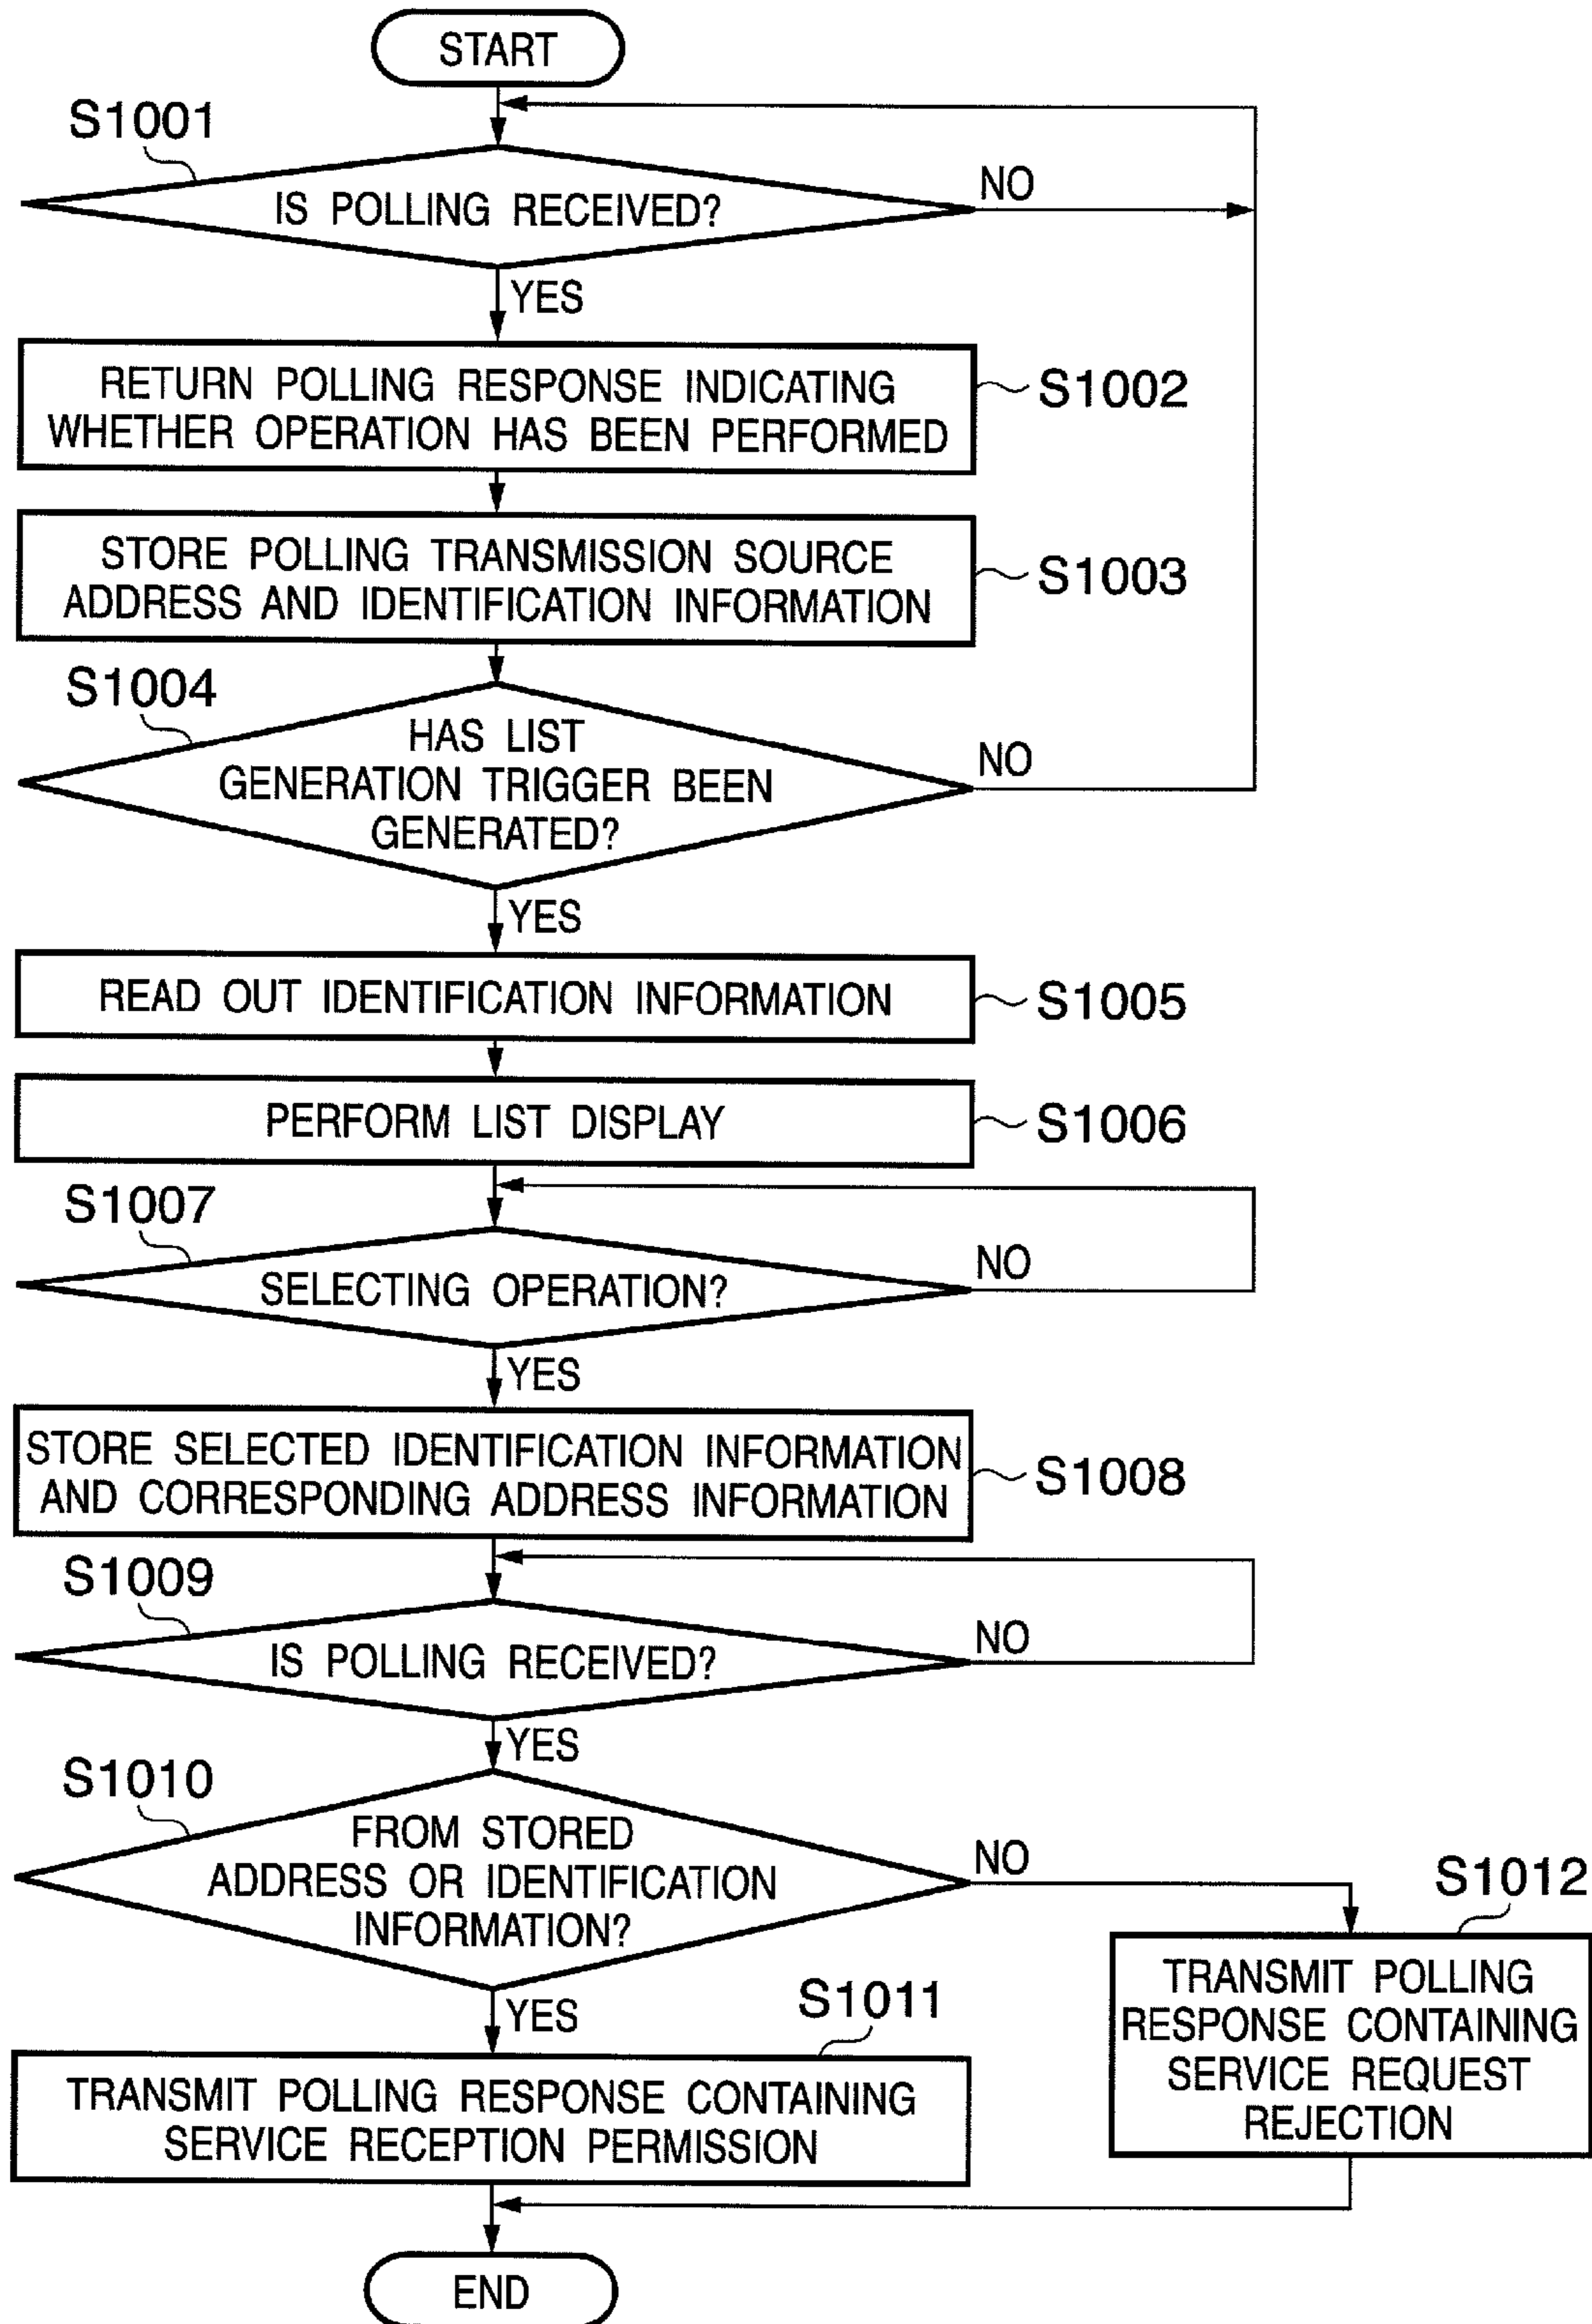 START
S1001
IS POLLING RECEIVED?
NO
YES
RETURN POLLING RESPONSE INDICATING
WHETHER OPERATION HAS BEEN PERFORMED
S1002
STORE POLLING TRANSMISSION SOURCE
ADDRESS AND IDENTIFICATION INFORMATION
S1003
S1004
HAS LIST
GENERATION TRIGGER BEEN
GENERATED?
NO
YES
READ OUT IDENTIFICATION INFORMATION
S1005
PERFORM LIST DISPLAY
S1006
S1007
SELECTING OPERATION?
NO
YES
STORE SELECTED IDENTIFICATION INFORMATION
AND CORRESPONDING ADDRESS INFORMATION
S1008
S1009
IS POLLING RECEIVED?
NO
YES
S1010
FROM STORED
ADDRESS OR IDENTIFICATION
INFORMATION?
NO
YES
S1012
TRANSMIT POLLING
RESPONSE CONTAINING
SERVICE REQUEST
REJECTION
S1011
TRANSMIT POLLING RESPONSE CONTAINING
SERVICE RECEPTION PERMISSION
END